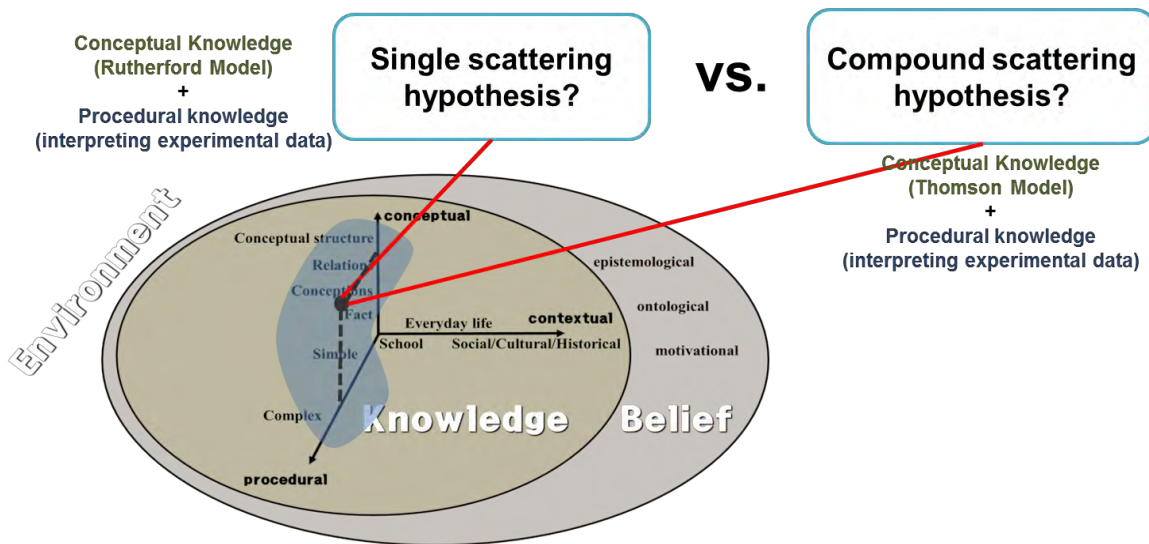 Conceptual Knowledge
(Rutherford Model)
+
Procedural knowledge
(interpreting experimental data)
Single scattering
hypothesis?
vs.
Compound scattering
hypothesis?
Conceptual Knowledge
(Thomson Model)
+
Procedural knowledge
(interpreting experimental data)
Environment
conceptual
Conceptual structure
Relation
Conceptions
Fact
Everyday life
contextual
School
Social/Cultural/Historical
Simple
Complex
procedural
Knowledge
Belief
epistemological
ontological
motivational